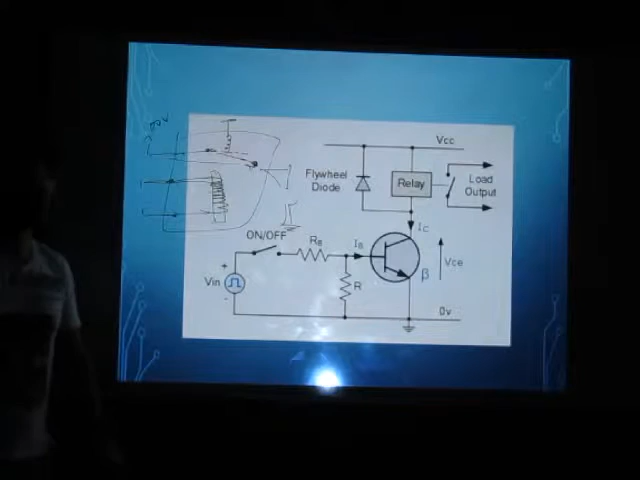 Vcc
Flywheel
Diode
Relay
Load
Output
IC
ON/OFF
RB
IB
Vce
β
Vin
+
-
R
0v